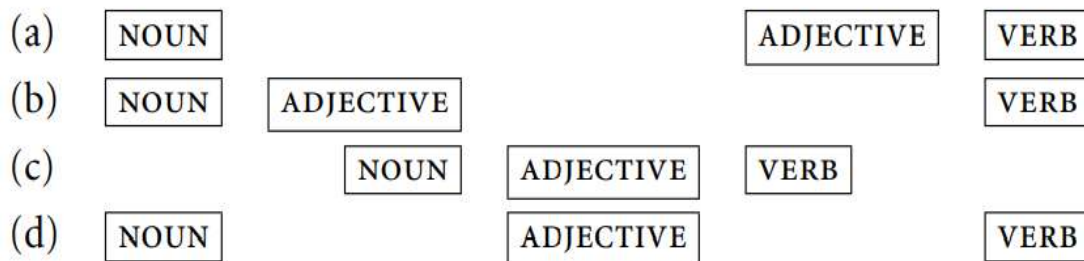 (a) NOUN ADJECTIVE VERB
(b) NOUN ADJECTIVE VERB
(c) NOUN ADJECTIVE VERB
(d) NOUN ADJECTIVE VERB